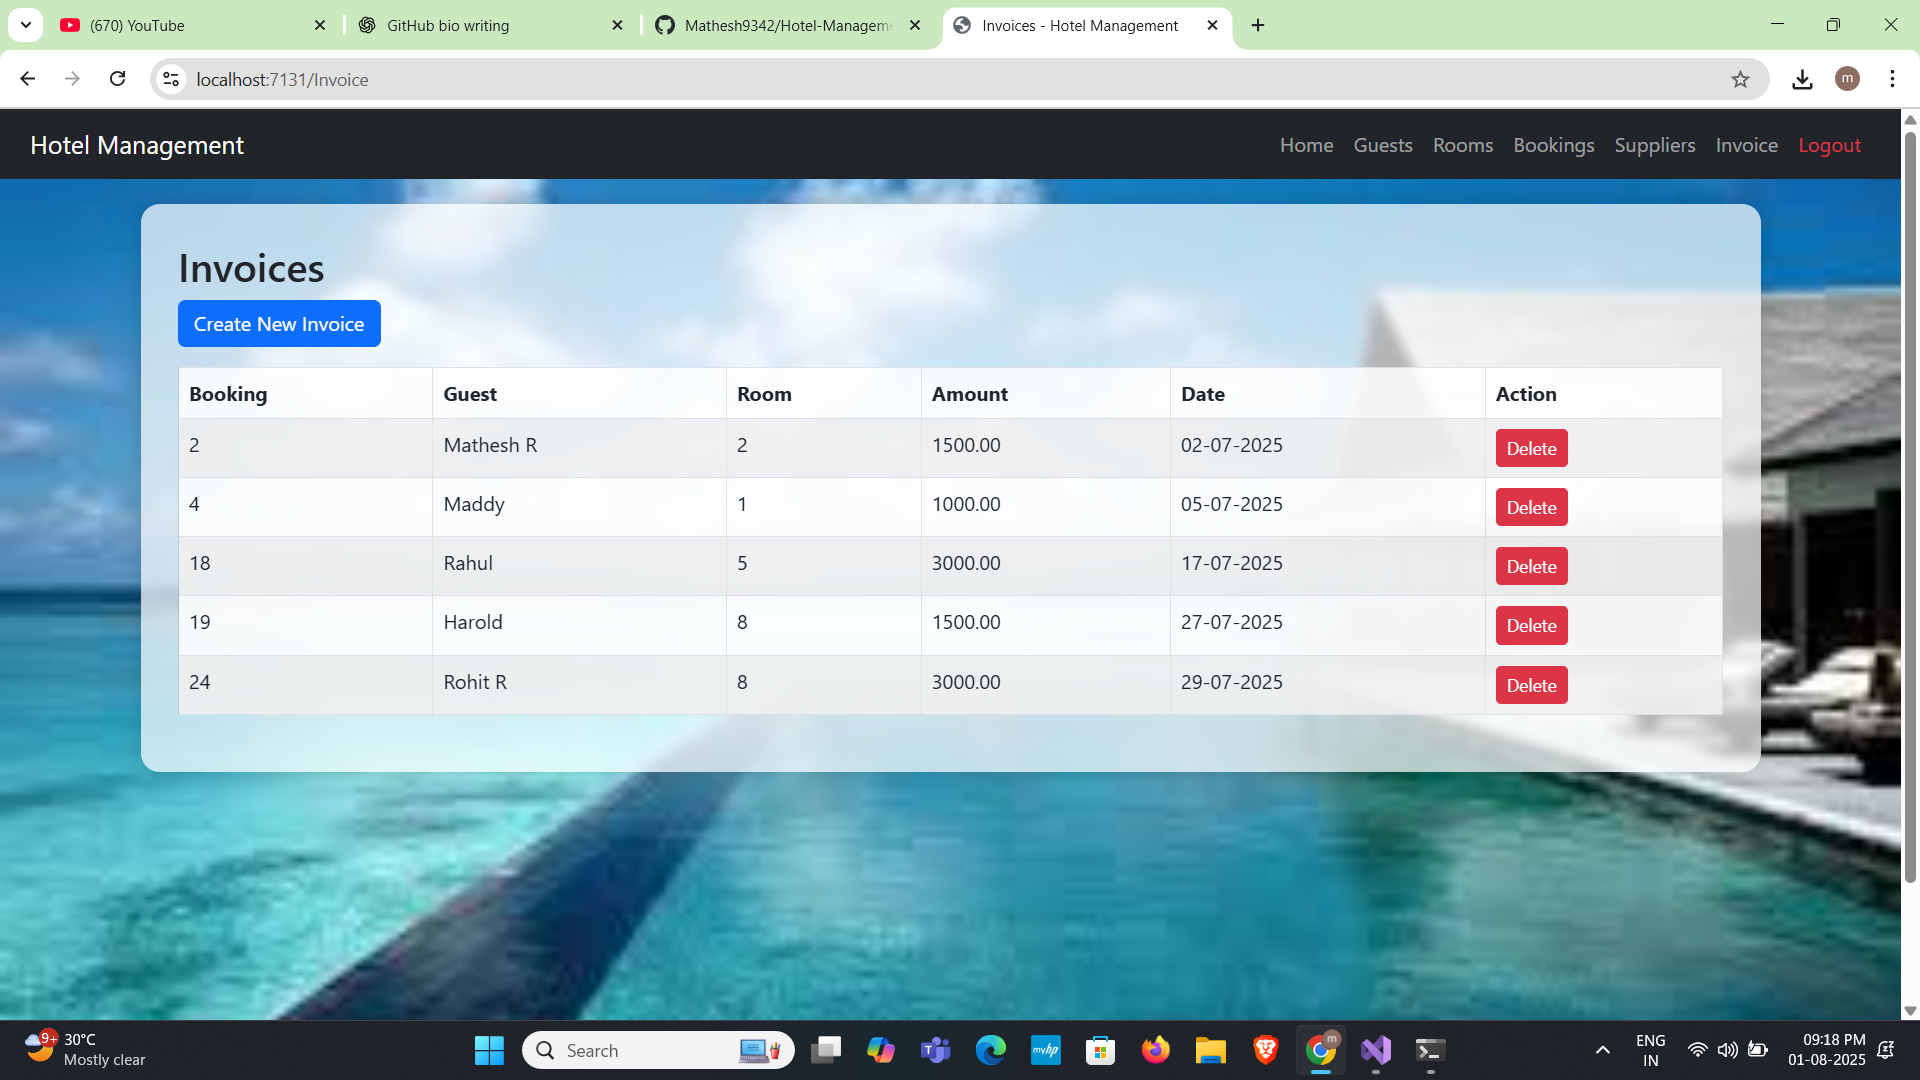 (670) YouTube
GitHub bio writing
Mathesh9342/Hotel-Manageme
Invoices - Hotel Management
localhost:7131/Invoice
m
Hotel Management
Home Guests Rooms Bookings Suppliers Invoice Logout
Invoices
Create New Invoice
Booking Guest Room Amount Date Action
2 Mathesh R 2 1500.00 02-07-2025 Delete
4 Maddy 1 1000.00 05-07-2025 Delete
18 Rahul 5 3000.00 17-07-2025 Delete
19 Harold 8 1500.00 27-07-2025 Delete
24 Rohit R 8 3000.00 29-07-2025 Delete
9+
30°C
Mostly clear
Search
T
myhp
m
ENG
IN
09:18 PM
01-08-2025